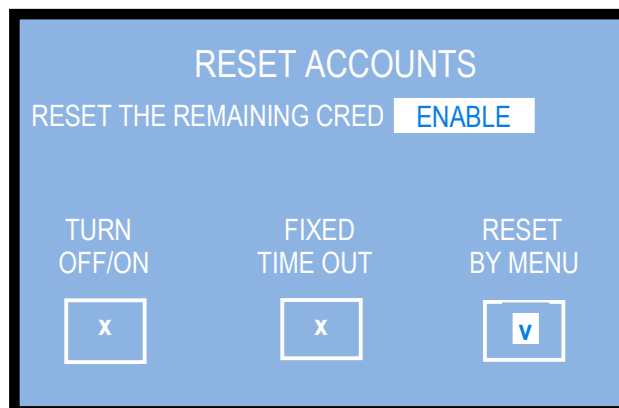 RESET ACCOUNTS
RESET THE REMAINING CRED ENABLE
TURN FIXED RESET
OFF/ON TIME OUT BY MENU
x x v